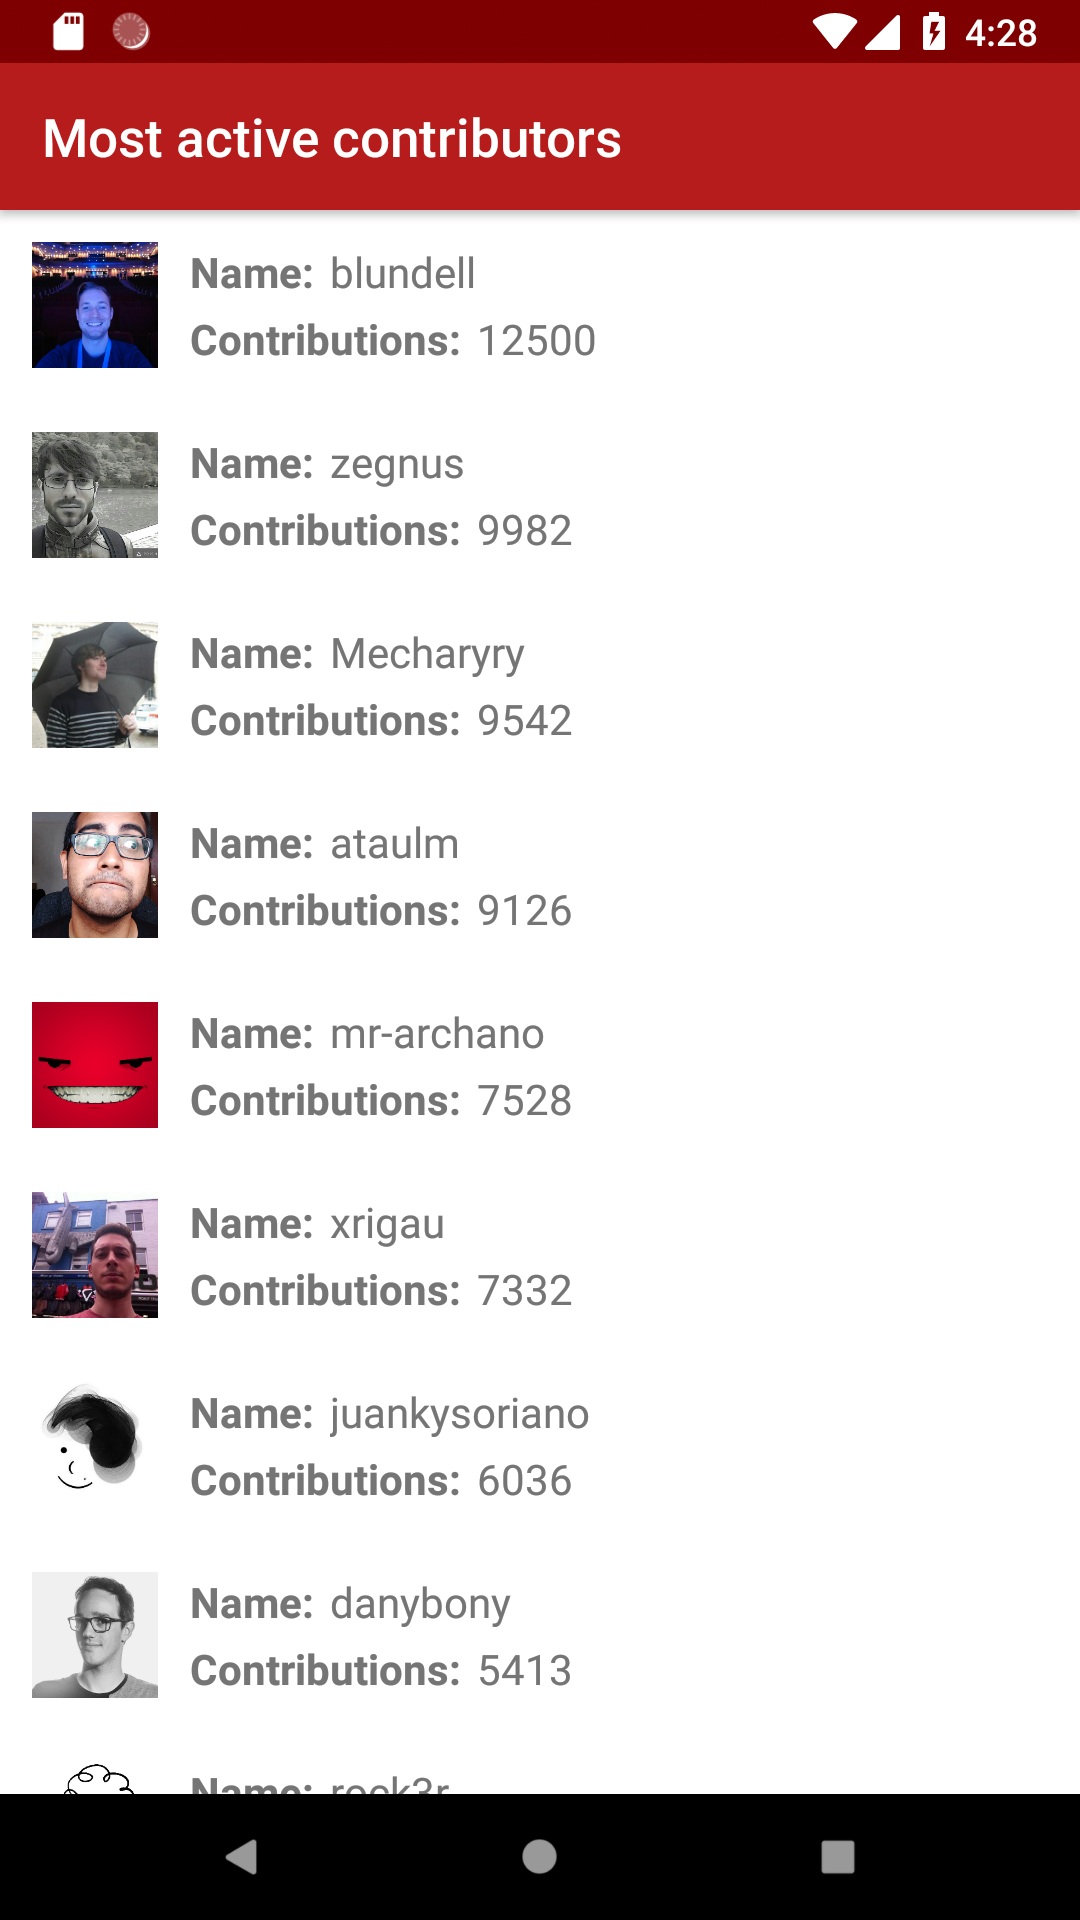 4:28
Most active contributors
Name: blundell
Contributions: 12500
Name: zegnus
Contributions: 9982
Name: Mecharyry
Contributions: 9542
Name: ataulm
Contributions: 9126
Name: mr-archano
Contributions: 7528
Name: xrigau
Contributions: 7332
Name: juankysoriano
Contributions: 6036
Name: danybony
Contributions: 5413
Name: rock3r